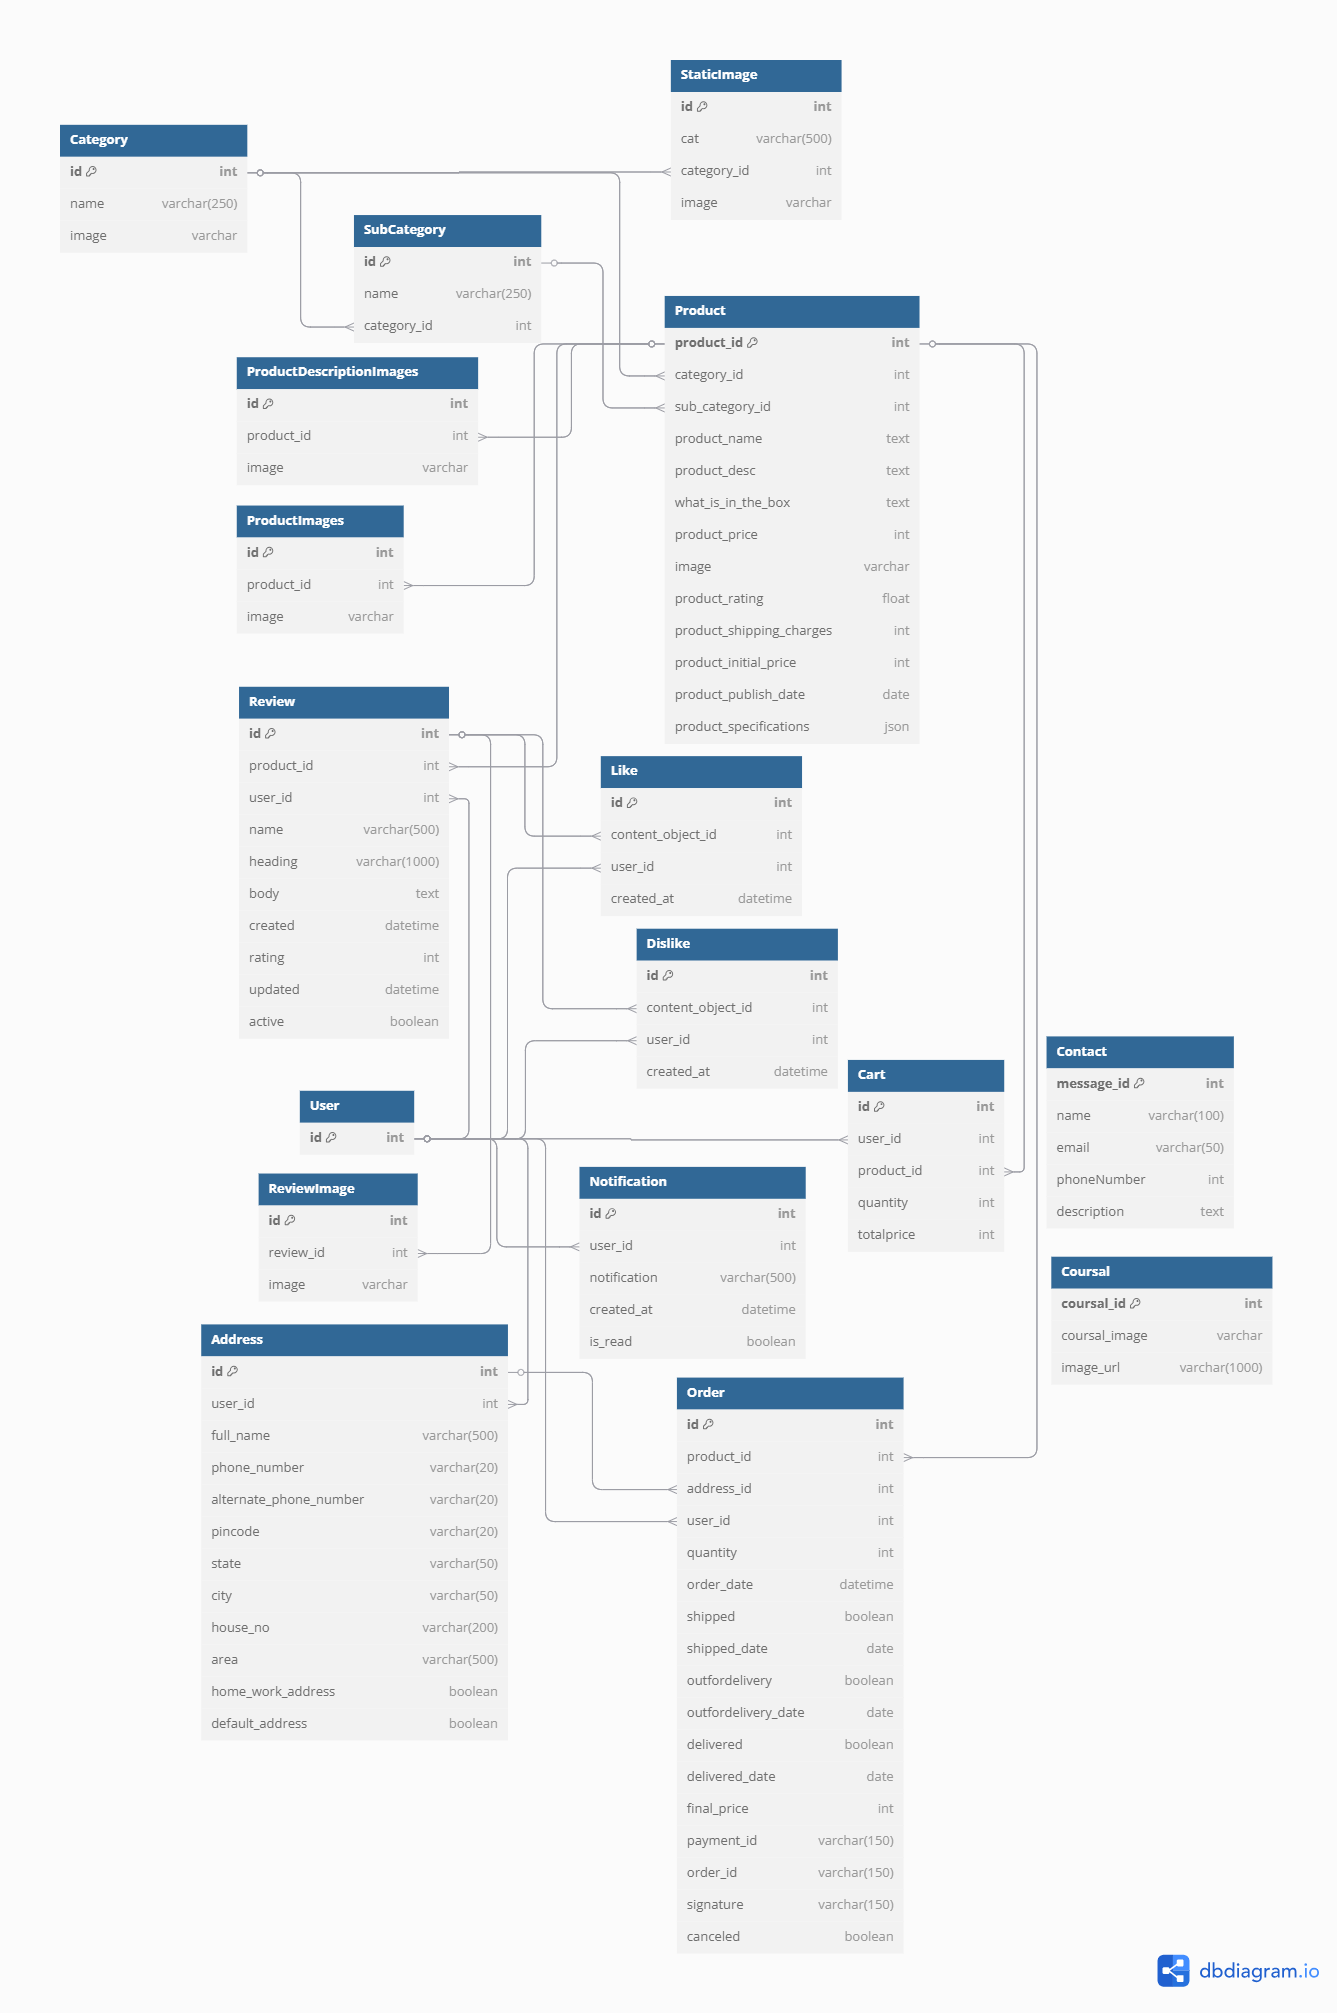 StaticImage
id int
cat varchar(500)
category_id int
image varchar
Category
id int
name varchar(250)
image varchar
SubCategory
id int
name varchar(250)
category_id int
Product
product_id int
category_id int
sub_category_id int
product_name text
product_desc text
what_is_in_the_box text
product_price int
image varchar
product_rating float
product_shipping_charges int
product_initial_price int
product_publish_date date
product_specifications json
ProductDescriptionImages
id int
product_id int
image varchar
ProductImages
id int
product_id int
image varchar
Review
id int
product_id int
user_id int
name varchar(500)
heading varchar(1000)
body text
created datetime
rating int
updated datetime
active boolean
Like
id int
content_object_id int
user_id int
created_at datetime
Dislike
id int
content_object_id int
user_id int
created_at datetime
Cart
id int
user_id int
product_id int
quantity int
totalprice int
Contact
message_id int
name varchar(100)
email varchar(50)
phoneNumber int
description text
User
id int
ReviewImage
id int
review_id int
image varchar
Notification
id int
user_id int
notification varchar(500)
created_at datetime
is_read boolean
Coursal
coursal_id int
coursal_image varchar
image_url varchar(1000)
Address
id int
user_id int
full_name varchar(500)
phone_number varchar(20)
alternate_phone_number varchar(20)
pincode varchar(20)
state varchar(50)
city varchar(50)
house_no varchar(200)
area varchar(500)
home_work_address boolean
default_address boolean
Order
id int
product_id int
address_id int
user_id int
quantity int
order_date datetime
shipped boolean
shipped_date date
outfordelivery boolean
outfordelivery_date date
delivered boolean
delivered_date date
final_price int
payment_id varchar(150)
order_id varchar(150)
signature varchar(150)
canceled boolean
dbdiagram.io